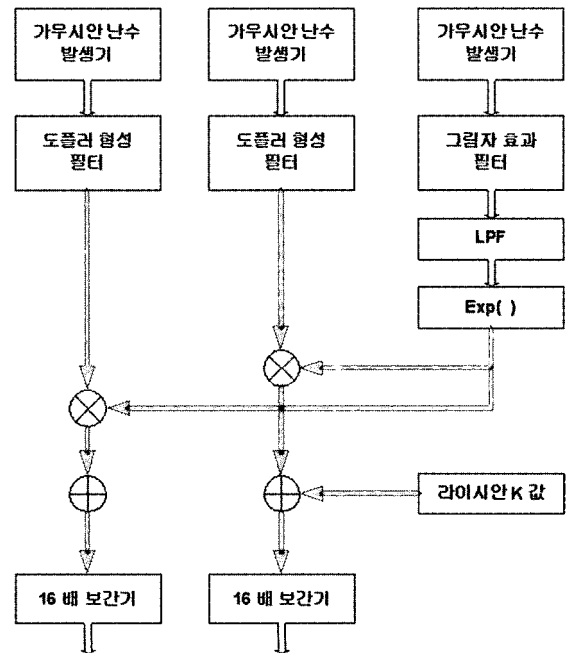 가우시안 난수
발생기
가우시안 난수
발생기
가우시안 난수
발생기
도플러 형성
필터
도플러 형성
필터
그림자 효과
필터
LPF
Exp( )
라이시안 K 값
16 배 보간기
16 배 보간기